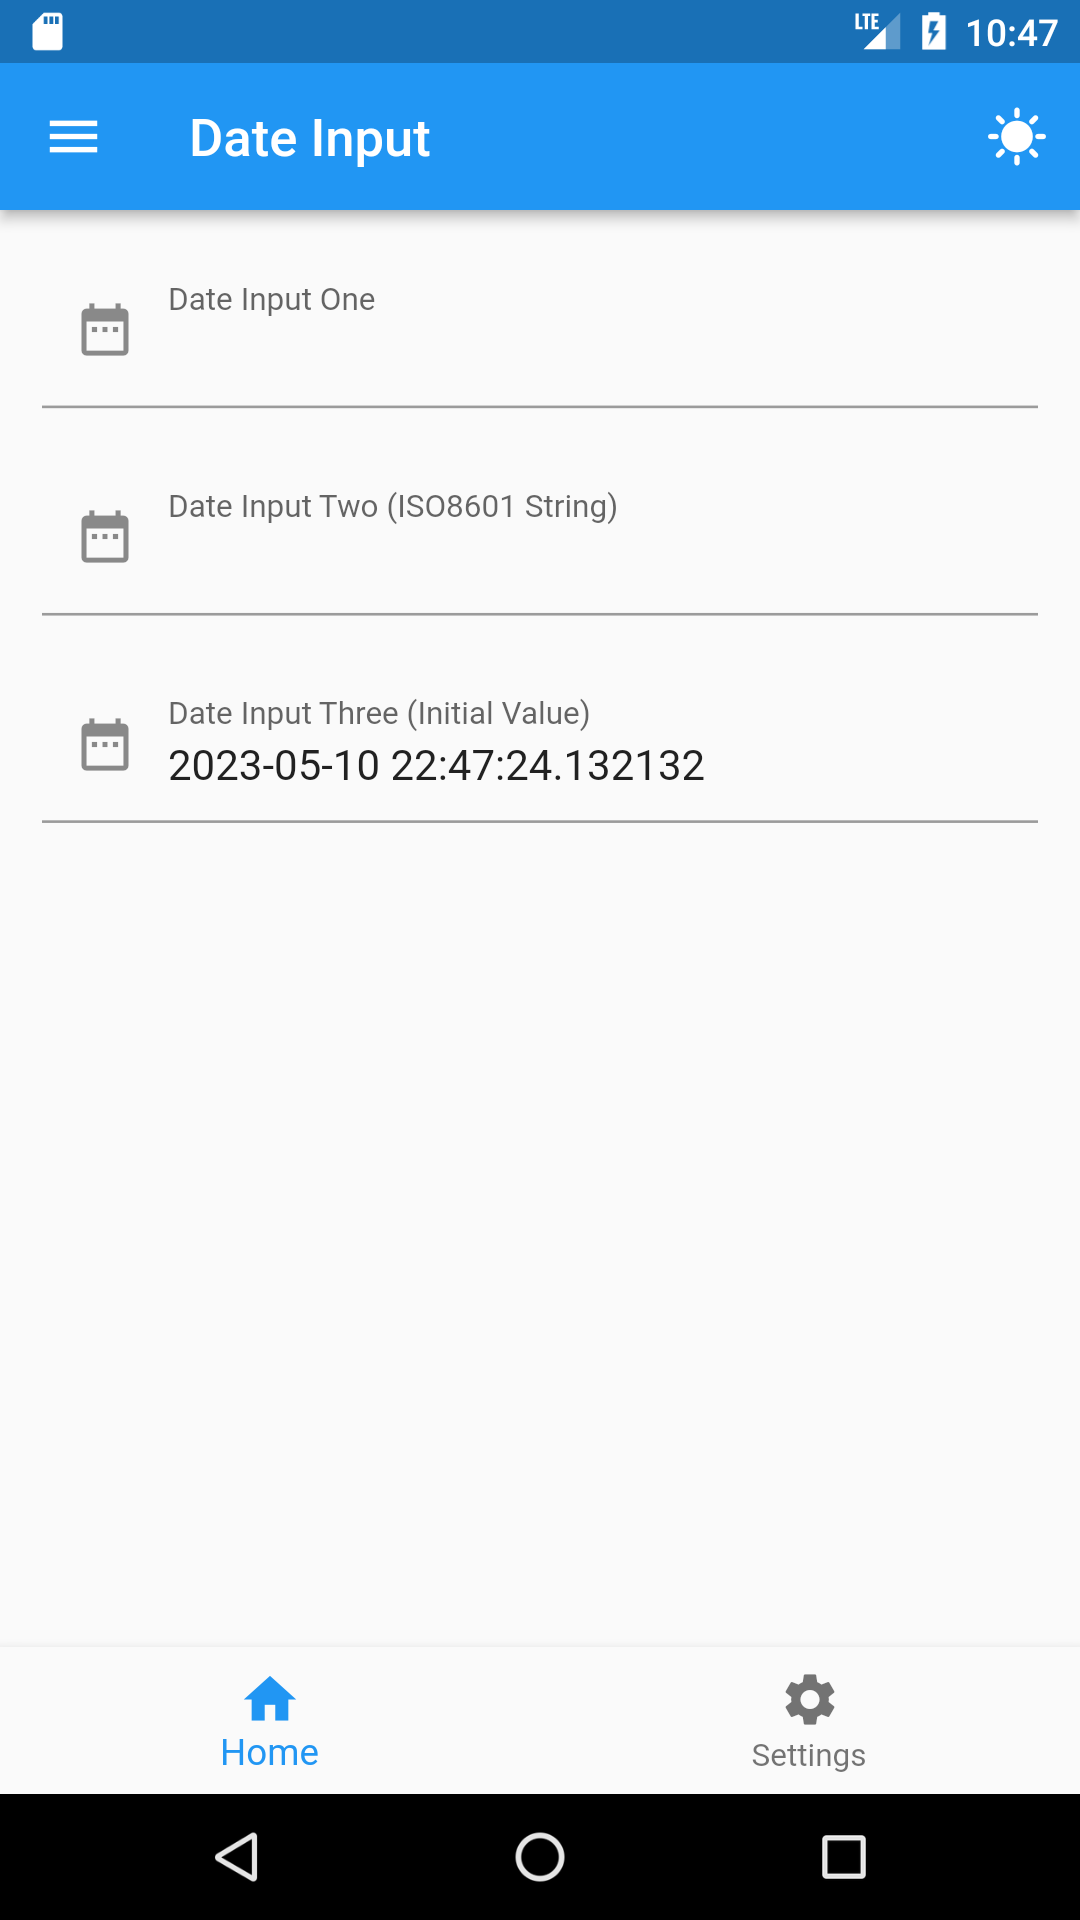 LTE 10:47
Date Input
Date Input One
Date Input Two (ISO8601 String)
Date Input Three (Initial Value)
2023-05-10 22:47:24.132132
Home
Settings